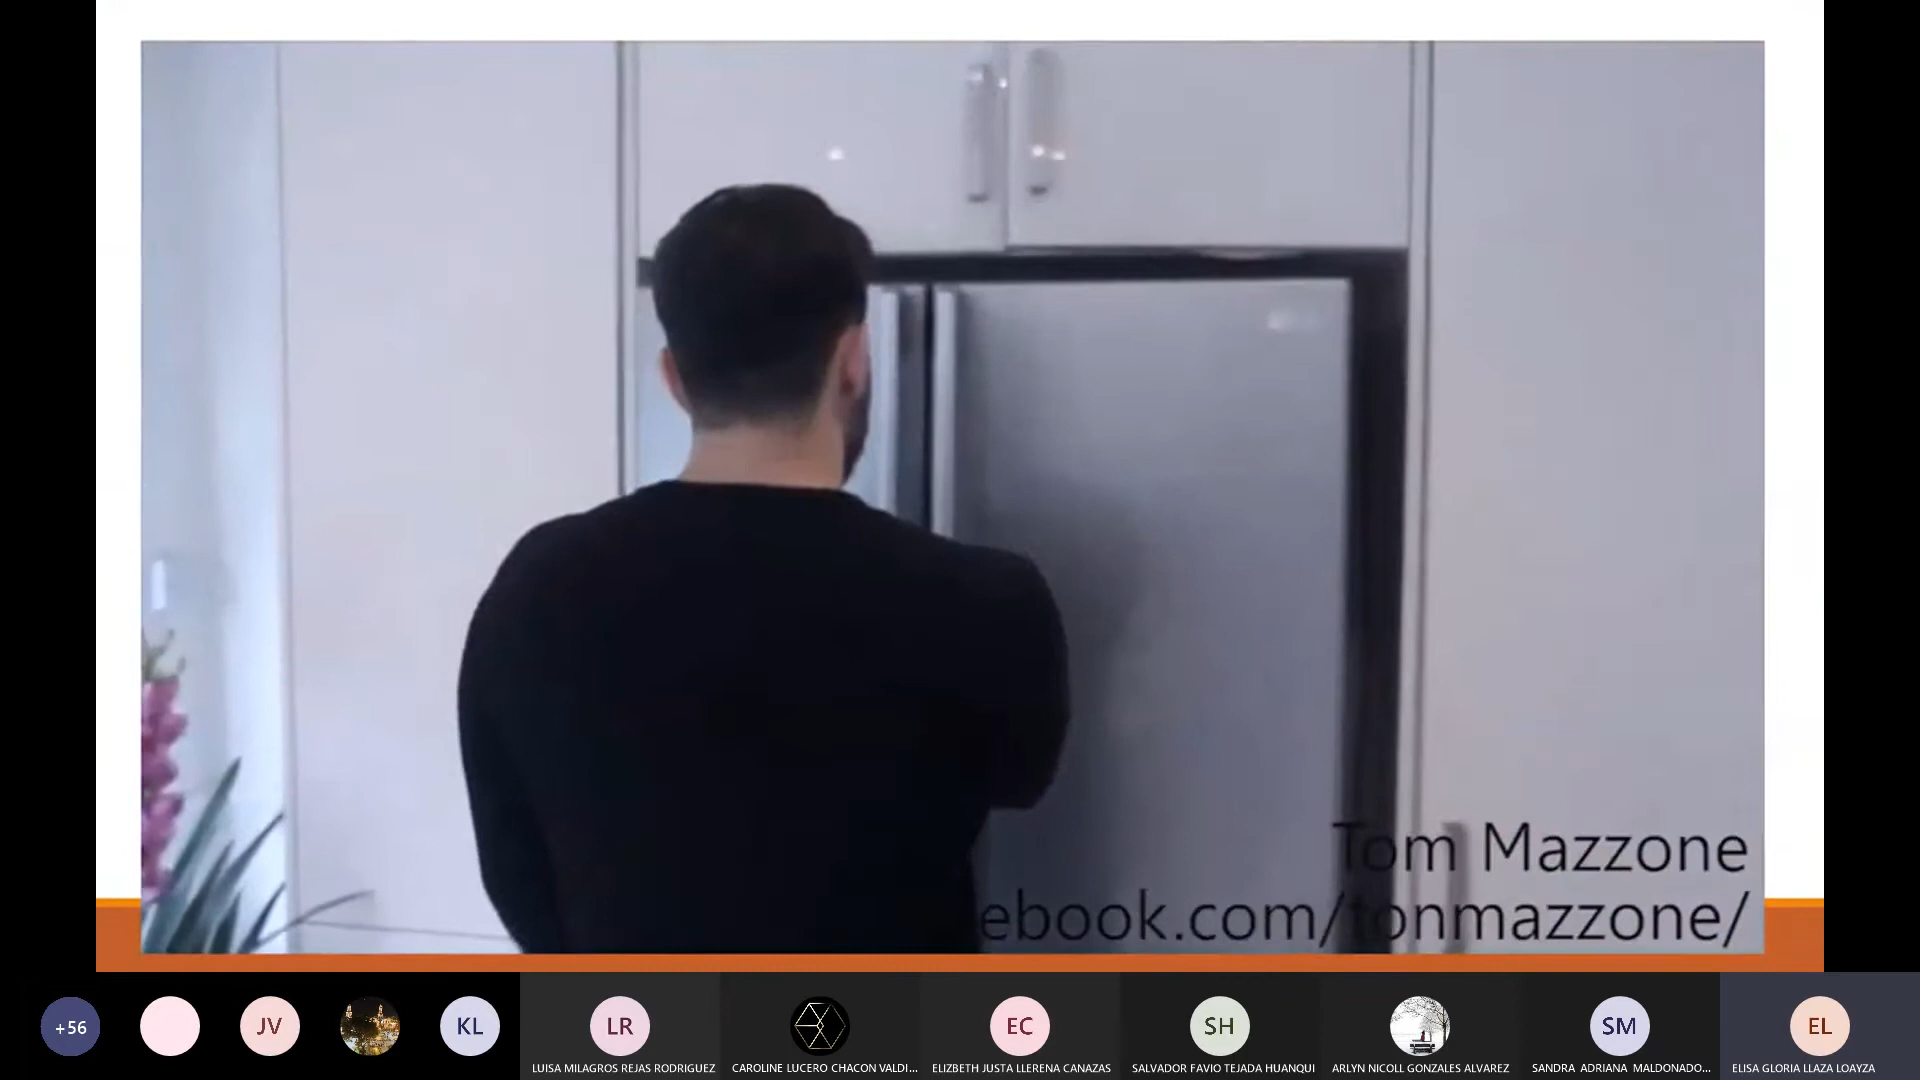 Tom Mazzone
ebook.com/tonmazzone/
+56
JV
KL
LR
EC
SH
SM
EL
LUISA MILAGROS REJAS RODRIGUEZ
CAROLINE LUCERO CHACON VALDI...
ELIZBETH JUSTA LLERENA CANAZAS
SALVADOR FAVIO TEJADA HUANQUI
ARLYN NICOLL GONZALES ALVAREZ
SANDRA ADRIANA MALDONADO...
ELISA GLORIA LLAZA LOAYZA